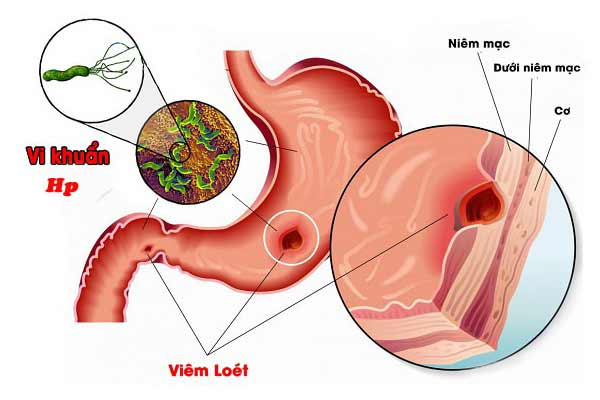 Niêm mạc
Dưới niêm mạc
Cơ
Vi khuẩn
Hp
Viêm Loét